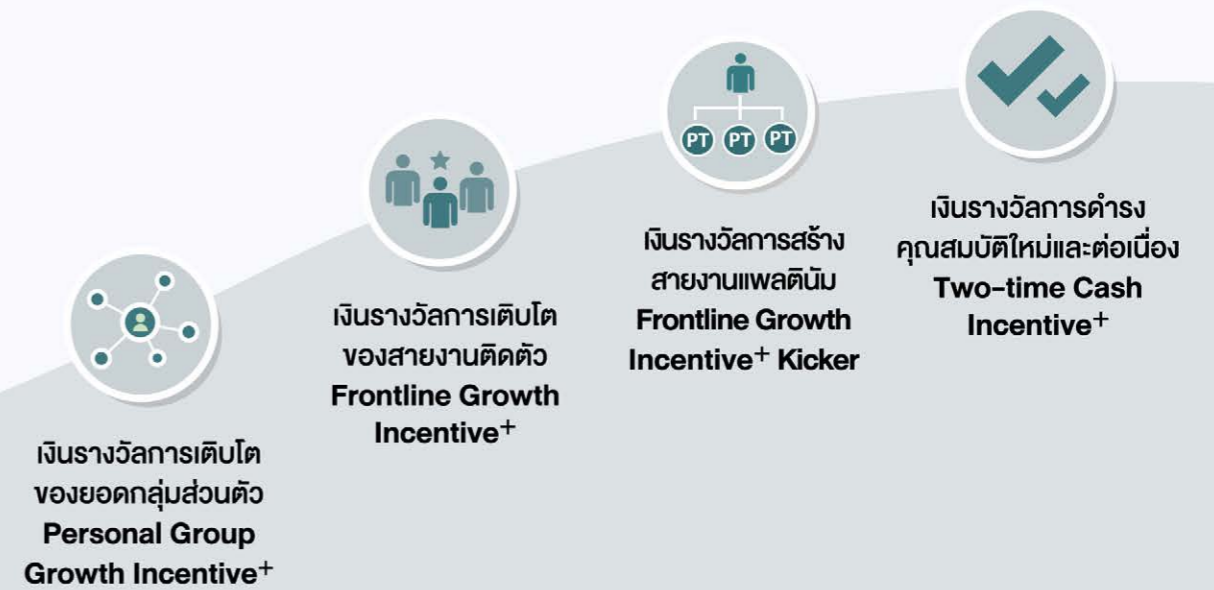 เงินรางวัลการเติบโต
ของยอดกลุ่มส่วนตัว
Personal Group
Growth Incentive+
เงินรางวัลการเติบโต
ของสายงานติดตัว
Frontline Growth
Incentive+
PT PT PT
เงินรางวัลการสร้าง
สายงานแพลตินัม
Frontline Growth
Incentive+ Kicker
เงินรางวัลการดำรง
คุณสมบัติใหม่และต่อเนื่อง
Two-time Cash
Incentive+